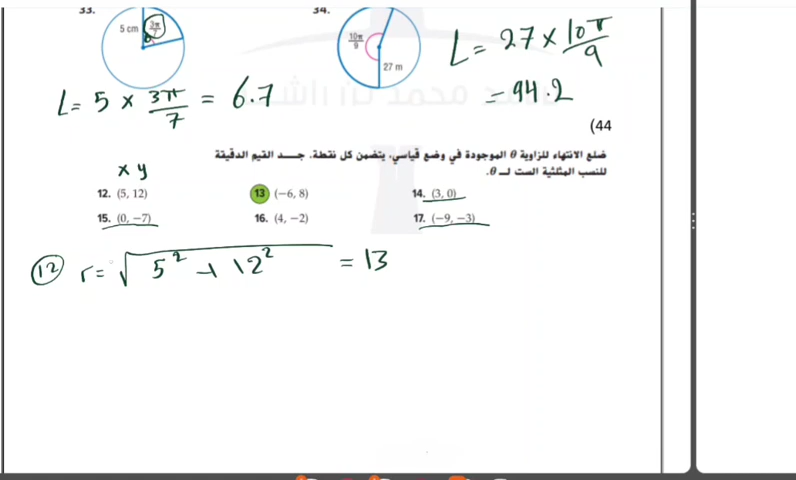 33.
34.
5 cm
3π/7
10π/9
27 m
L = 27 × 10π/9
= 94.2
L = 5 × 3π/7 = 6.7
(44
ضلع الانتهاء للزاوية θ الموجودة في وضع قياسي، يتضمن كل نقطة. جــــد القيم الدقيقة
للنسب المثلثية الست لــ θ.
x y
12. (5, 12)
13 (−6, 8)
14. (3, 0)
15. (0, −7)
16. (4, −2)
17. (−9, −3)
12 r = √5² + 12² = 13